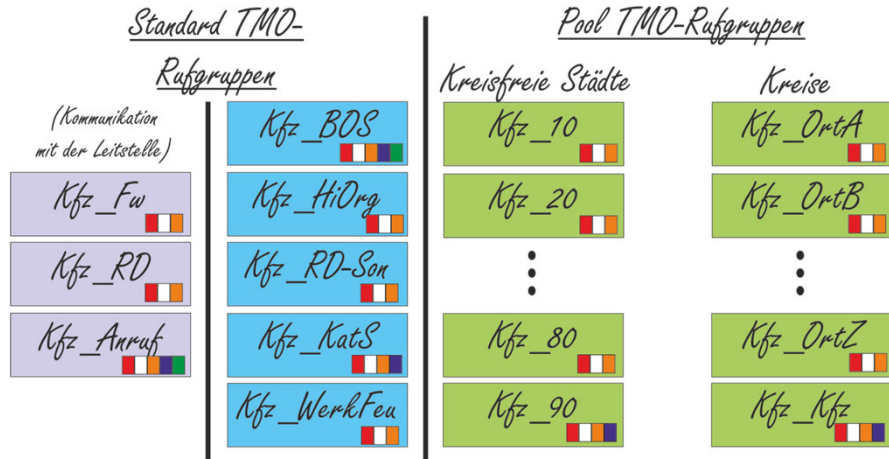 Standard TMO-
Rufgruppen
(Kommunikation
mit der Leitstelle)
Kfz_Fw
Kfz_RD
Kfz_Anruf
Kfz_BOS
Kfz_HiOrg
Kfz_RD-Son
Kfz_KatS
Kfz_WerkFeu
Pool TMO-Rufgruppen
Kreisfreie Städte
Kfz_10
Kfz_20
Kfz_80
Kfz_90
Kreise
Kfz_OrtA
Kfz_OrtB
Kfz_OrtZ
Kfz_Kfz